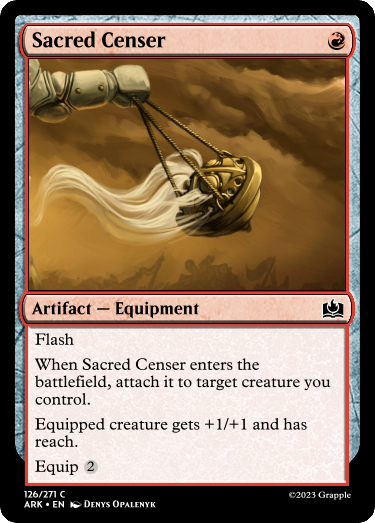 Sacred Censer
Artifact — Equipment
Flash
When Sacred Censer enters the
battlefield, attach it to target creature you
control.
Equipped creature gets +1/+1 and has
reach.
Equip 2
126/271 C
ARK • EN Denys Opalenyk
©2023 Grapple